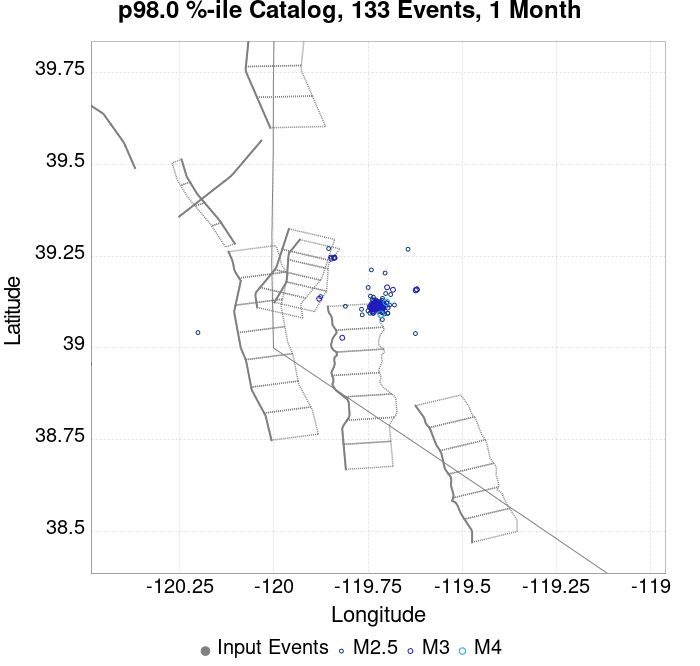 p98.0 %-ile Catalog, 133 Events, 1 Month
39.75
39.5
39.25
39
38.75
38.5
Latitude
-120.25 -120 -119.75 -119.5 -119.25 -119
Longitude
Input Events M2.5 M3 M4